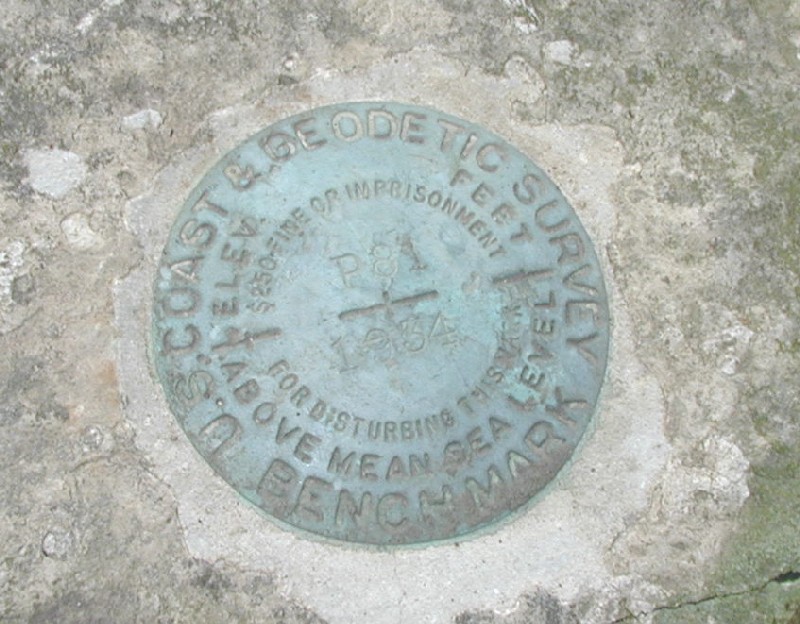 U.S. COAST & GEODETIC SURVEY
BENCH MARK
ELEV.
FEET
ABOVE MEAN SEA LEVEL
$250 FINE OR IMPRISONMENT
FOR DISTURBING THIS MARK
P 81
1934